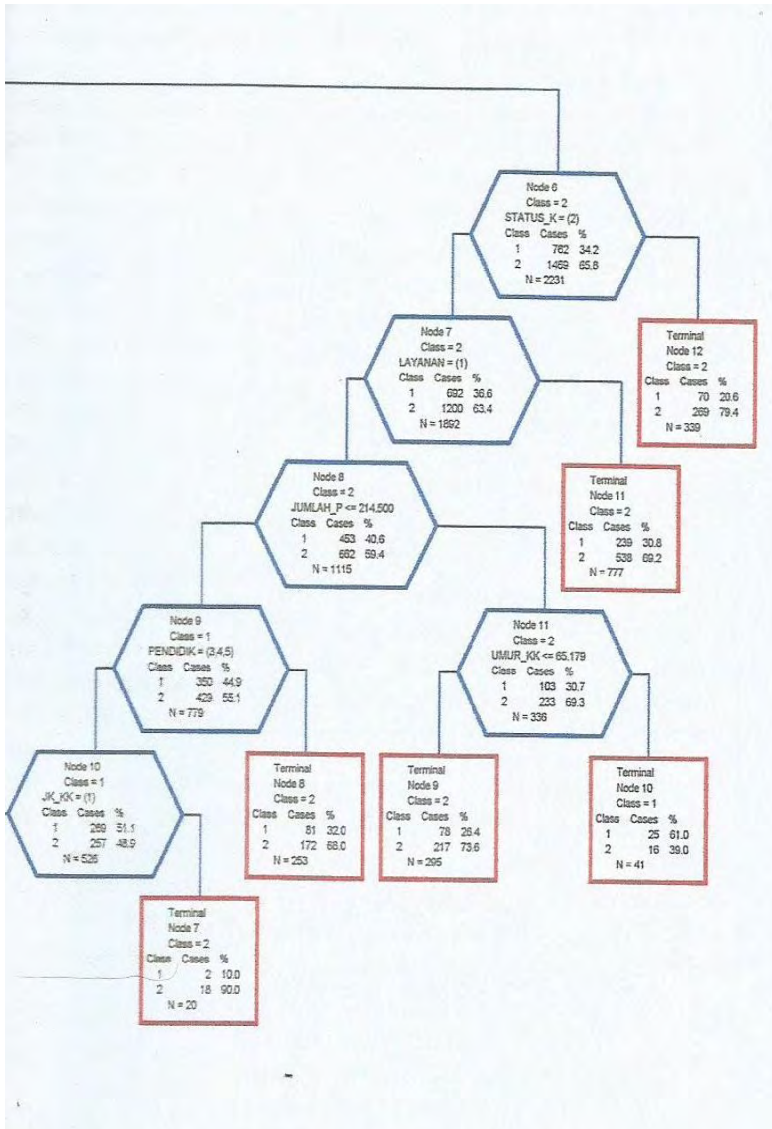 Node 6
Class = 2
STATUS_K = (2)
Class Cases %
1 762 34.2
2 1469 65.8
N = 2231
Node 7
Class = 2
LAYANAN = (1)
Class Cases %
1 692 36.6
2 1200 63.4
N = 1892
Terminal
Node 12
Class = 2
Class Cases %
1 70 20.6
2 269 79.4
N = 339
Node 8
Class = 2
JUMLAH_P <= 214.500
Class Cases %
1 453 40.6
2 662 59.4
N = 1115
Terminal
Node 11
Class = 2
Class Cases %
1 239 30.8
2 538 69.2
N = 777
Node 9
Class = 1
PENDIDIK = (3,4,5)
Class Cases %
1 350 44.9
2 429 55.1
N = 779
Node 11
Class = 2
UMUR_KK <= 65.179
Class Cases %
1 103 30.7
2 233 69.3
N = 336
Node 10
Class = 1
JK_KK = (1)
Class Cases %
1 269 51.1
2 257 48.9
N = 526
Terminal
Node 8
Class = 2
Class Cases %
1 81 32.0
2 172 68.0
N = 253
Terminal
Node 9
Class = 2
Class Cases %
1 78 26.4
2 217 73.6
N = 295
Terminal
Node 10
Class = 1
Class Cases %
1 25 61.0
2 16 39.0
N = 41
Terminal
Node 7
Class = 2
Class Cases %
1 2 10.0
2 18 90.0
N = 20